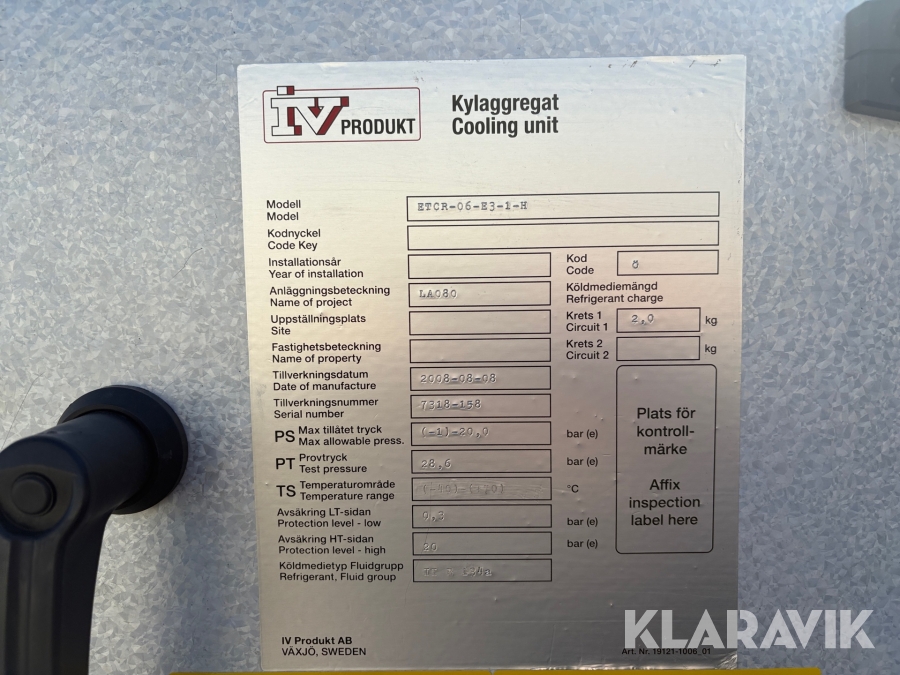 IV PRODUKT
Kylaggregat
Cooling unit
Modell
Model
ETCR-06-E3-1-H
Kodnyckel
Code Key
Installationsår
Year of installation
Kod
Code
Anläggningsbeteckning
Name of project
LA080
Köldmediemängd
Refrigerant charge
Uppställningsplats
Site
Krets 1
Circuit 1
2,0
kg
Fastighetsbeteckning
Name of property
Krets 2
Circuit 2
kg
Tillverkningsdatum
Date of manufacture
2008-08-08
Tillverkningsnummer
Serial number
7318-158
PS Max tillåtet tryck
Max allowable press.
(-1)-20,0
bar (e)
PT Provtryck
Test pressure
28,6
bar (e)
TS Temperaturområde
Temperature range
°C
Avsäkring LT-sidan
Protection level - low
0,3
bar (e)
Avsäkring HT-sidan
Protection level - high
20
bar (e)
Köldmedietyp Fluidgrupp
Refrigerant, Fluid group
134a
Plats för
kontroll-
märke
Affix
inspection
label here
IV Produkt AB
VÄXJÖ, SWEDEN
Art. Nr. 19121-1006_01
KLARAVIK